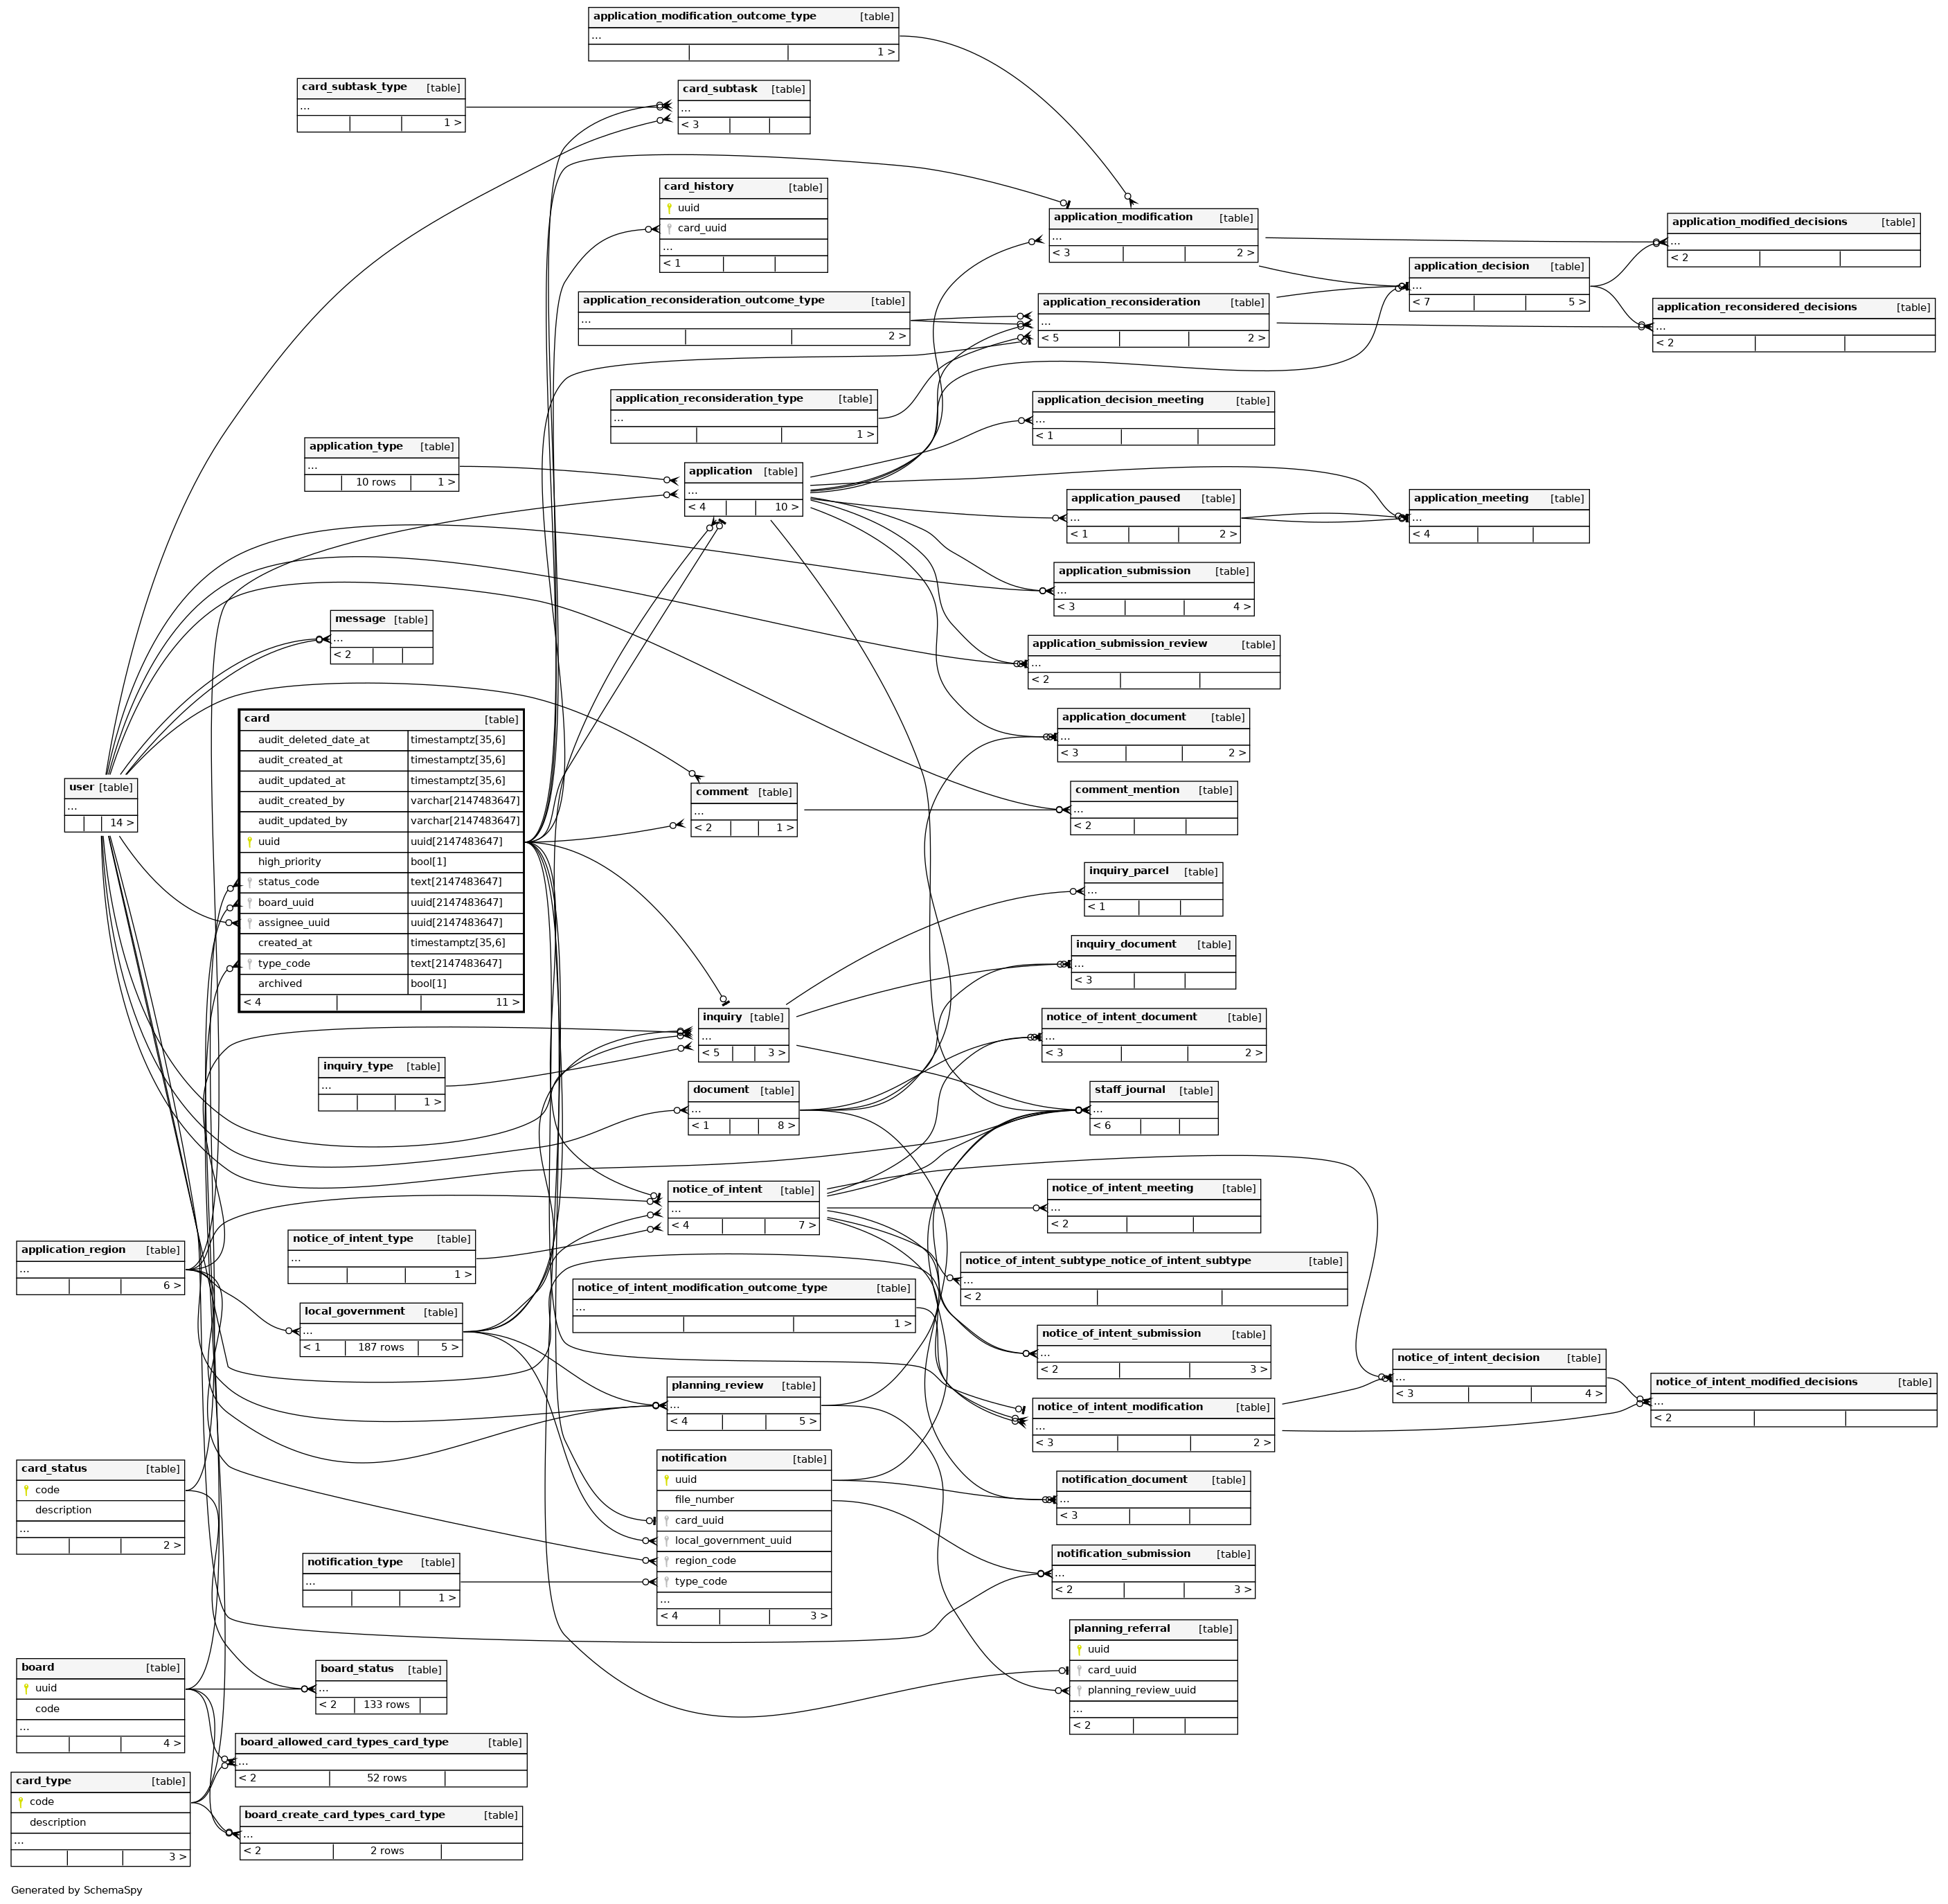 application_modification_outcome_type [table]
...
1 >
card_subtask_type [table]
...
1 >
card_subtask [table]
...
< 3
card_history [table]
uuid
card_uuid
...
< 1
application_modification [table]
...
< 3 2 >
application_modified_decisions [table]
...
< 2
application_decision [table]
...
< 7 5 >
application_reconsideration_outcome_type [table]
...
2 >
application_reconsideration [table]
...
< 5 2 >
application_reconsidered_decisions [table]
...
< 2
application_reconsideration_type [table]
...
1 >
application_decision_meeting [table]
...
< 1
application_type [table]
...
10 rows 1 >
application [table]
...
< 4 10 >
application_paused [table]
...
< 1 2 >
application_meeting [table]
...
< 4
application_submission [table]
...
< 3 4 >
message [table]
...
< 2
application_submission_review [table]
...
< 2
card [table]
audit_deleted_date_at timestamptz[35,6]
audit_created_at timestamptz[35,6]
audit_updated_at timestamptz[35,6]
audit_created_by varchar[2147483647]
audit_updated_by varchar[2147483647]
uuid uuid[2147483647]
high_priority bool[1]
status_code text[2147483647]
board_uuid uuid[2147483647]
assignee_uuid uuid[2147483647]
created_at timestamptz[35,6]
type_code text[2147483647]
archived bool[1]
< 4 11 >
application_document [table]
...
< 3 2 >
user [table]
...
14 >
comment [table]
...
< 2 1 >
comment_mention [table]
...
< 2
inquiry_parcel [table]
...
< 1
inquiry_document [table]
...
< 3
inquiry [table]
...
< 5 3 >
notice_of_intent_document [table]
...
< 3 2 >
inquiry_type [table]
...
1 >
document [table]
...
< 1 8 >
staff_journal [table]
...
< 6
notice_of_intent [table]
...
< 4 7 >
notice_of_intent_meeting [table]
...
< 2
application_region [table]
...
6 >
notice_of_intent_type [table]
...
1 >
notice_of_intent_subtype_notice_of_intent_subtype [table]
...
< 2
notice_of_intent_modification_outcome_type [table]
...
1 >
local_government [table]
...
< 1 187 rows 5 >
notice_of_intent_submission [table]
...
< 2 3 >
notice_of_intent_decision [table]
...
< 3 4 >
notice_of_intent_modified_decisions [table]
...
< 2
planning_review [table]
...
< 4 5 >
notice_of_intent_modification [table]
...
< 3 2 >
card_status [table]
code
description
...
2 >
notification [table]
uuid
file_number
card_uuid
local_government_uuid
region_code
type_code
...
< 4 3 >
notification_document [table]
...
< 3
notification_type [table]
...
1 >
notification_submission [table]
...
< 2 3 >
planning_referral [table]
uuid
card_uuid
planning_review_uuid
...
< 2
board [table]
uuid
code
...
4 >
board_status [table]
...
< 2 133 rows
board_allowed_card_types_card_type [table]
...
< 2 52 rows
card_type [table]
code
description
...
3 >
board_create_card_types_card_type [table]
...
< 2 2 rows
Generated by SchemaSpy